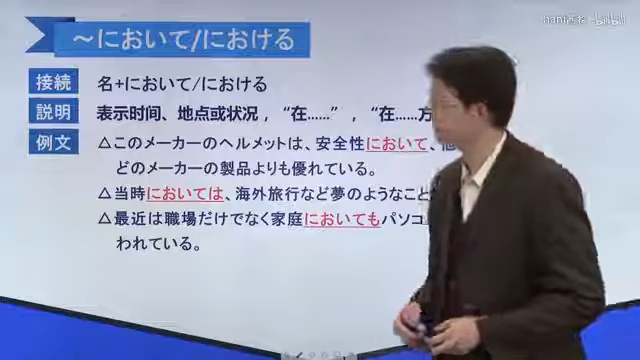 ～において/における
接続 名+において/における
説明 表示时间、地点或状况，“在……”，“在……方
例文 △このメーカーのヘルメットは、安全性において、他
どのメーカーの製品よりも優れている。
△当時においては、海外旅行など夢のようなこと
△最近は職場だけでなく家庭においてもパソコ
われている。